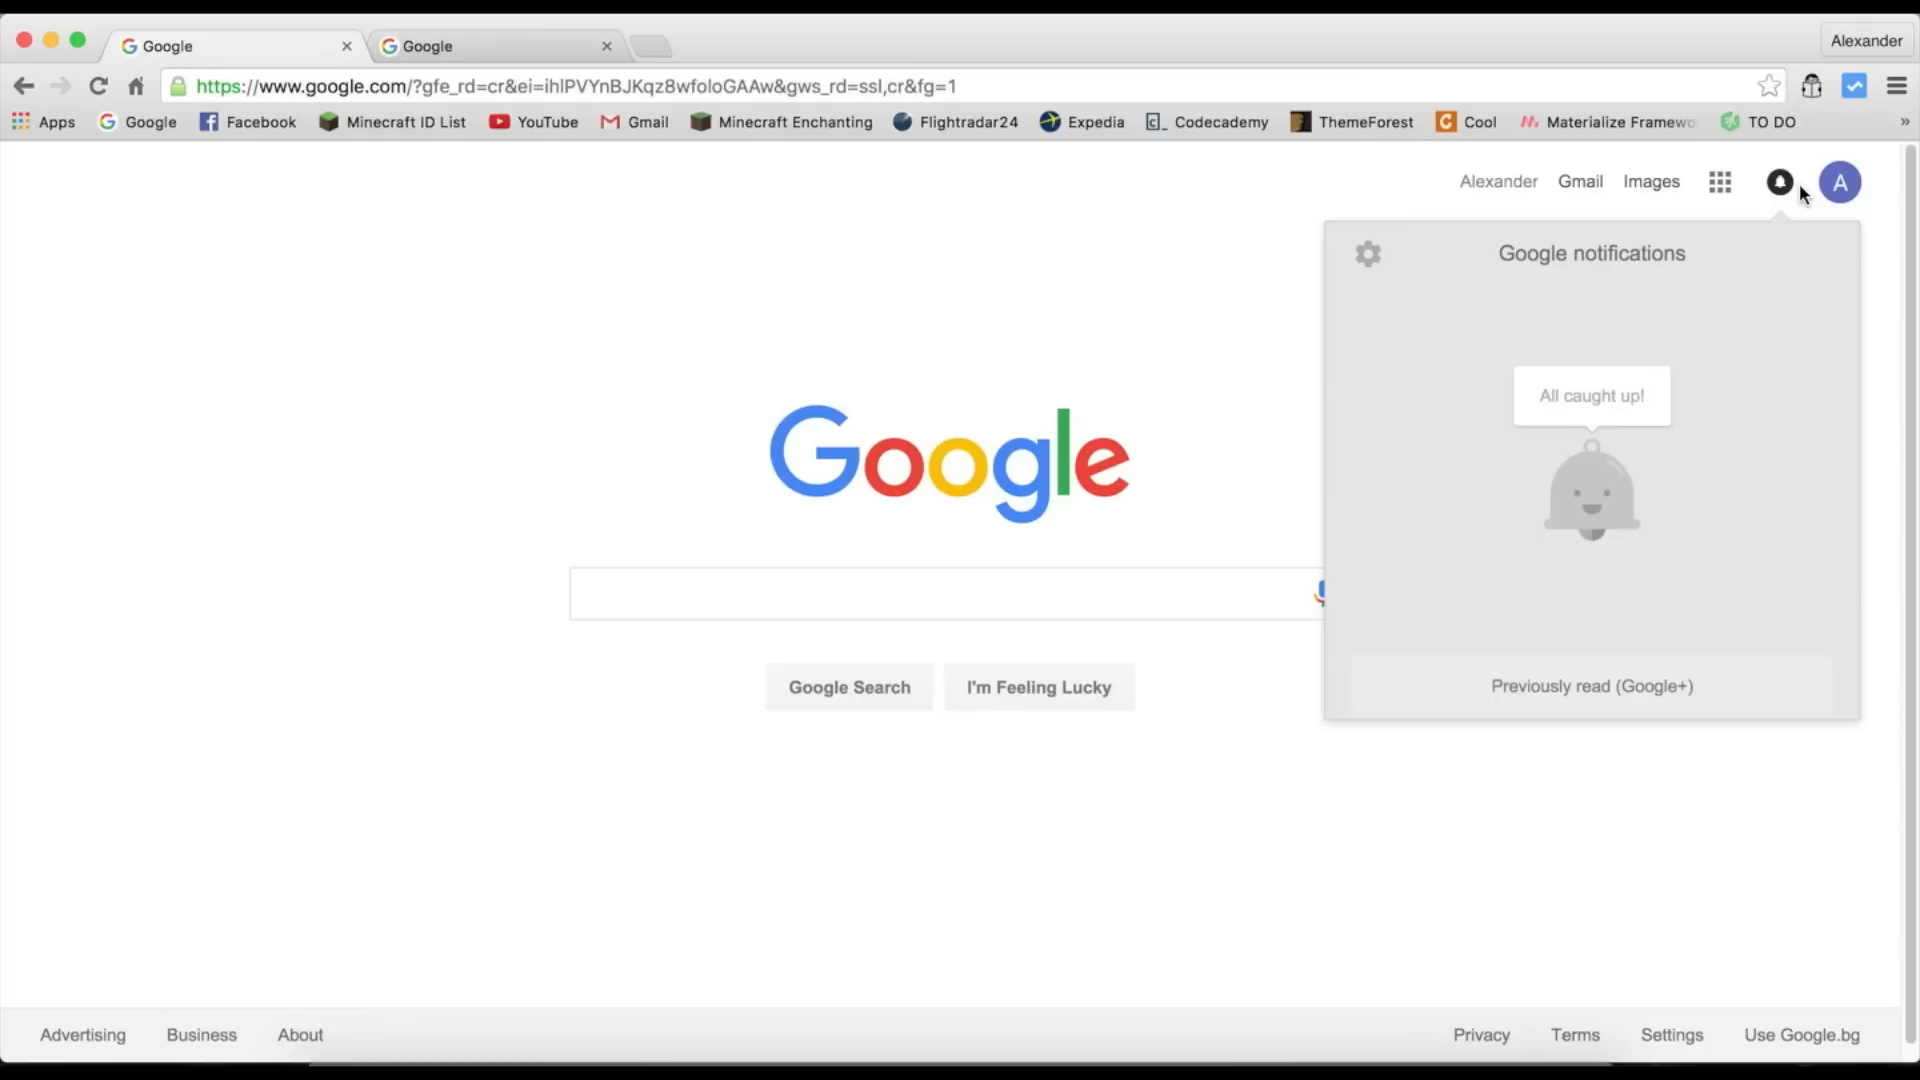 Google
Google
Alexander
https://www.google.com/?gfe_rd=cr&ei=ihlPVYnBJKqz8wfoloGAAw&gws_rd=ssl,cr&fg=1
Apps Google Facebook Minecraft ID List YouTube Gmail Minecraft Enchanting Flightradar24 Expedia Codecademy ThemeForest Cool Materialize Framewo TO DO »
Alexander Gmail Images A
Google notifications
All caught up!
Google
Google Search I'm Feeling Lucky
Previously read (Google+)
Advertising Business About Privacy Terms Settings Use Google.bg